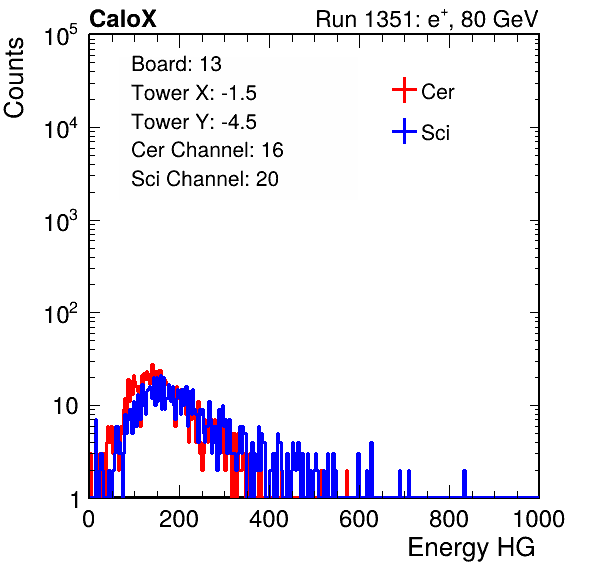 CaloX Run 1351: e⁺, 80 GeV
Counts
10⁵
10⁴
10³
10²
10
1
Board: 13
Tower X: -1.5
Tower Y: -4.5
Cer Channel: 16
Sci Channel: 20
Cer
Sci
0 200 400 600 800 1000
Energy HG